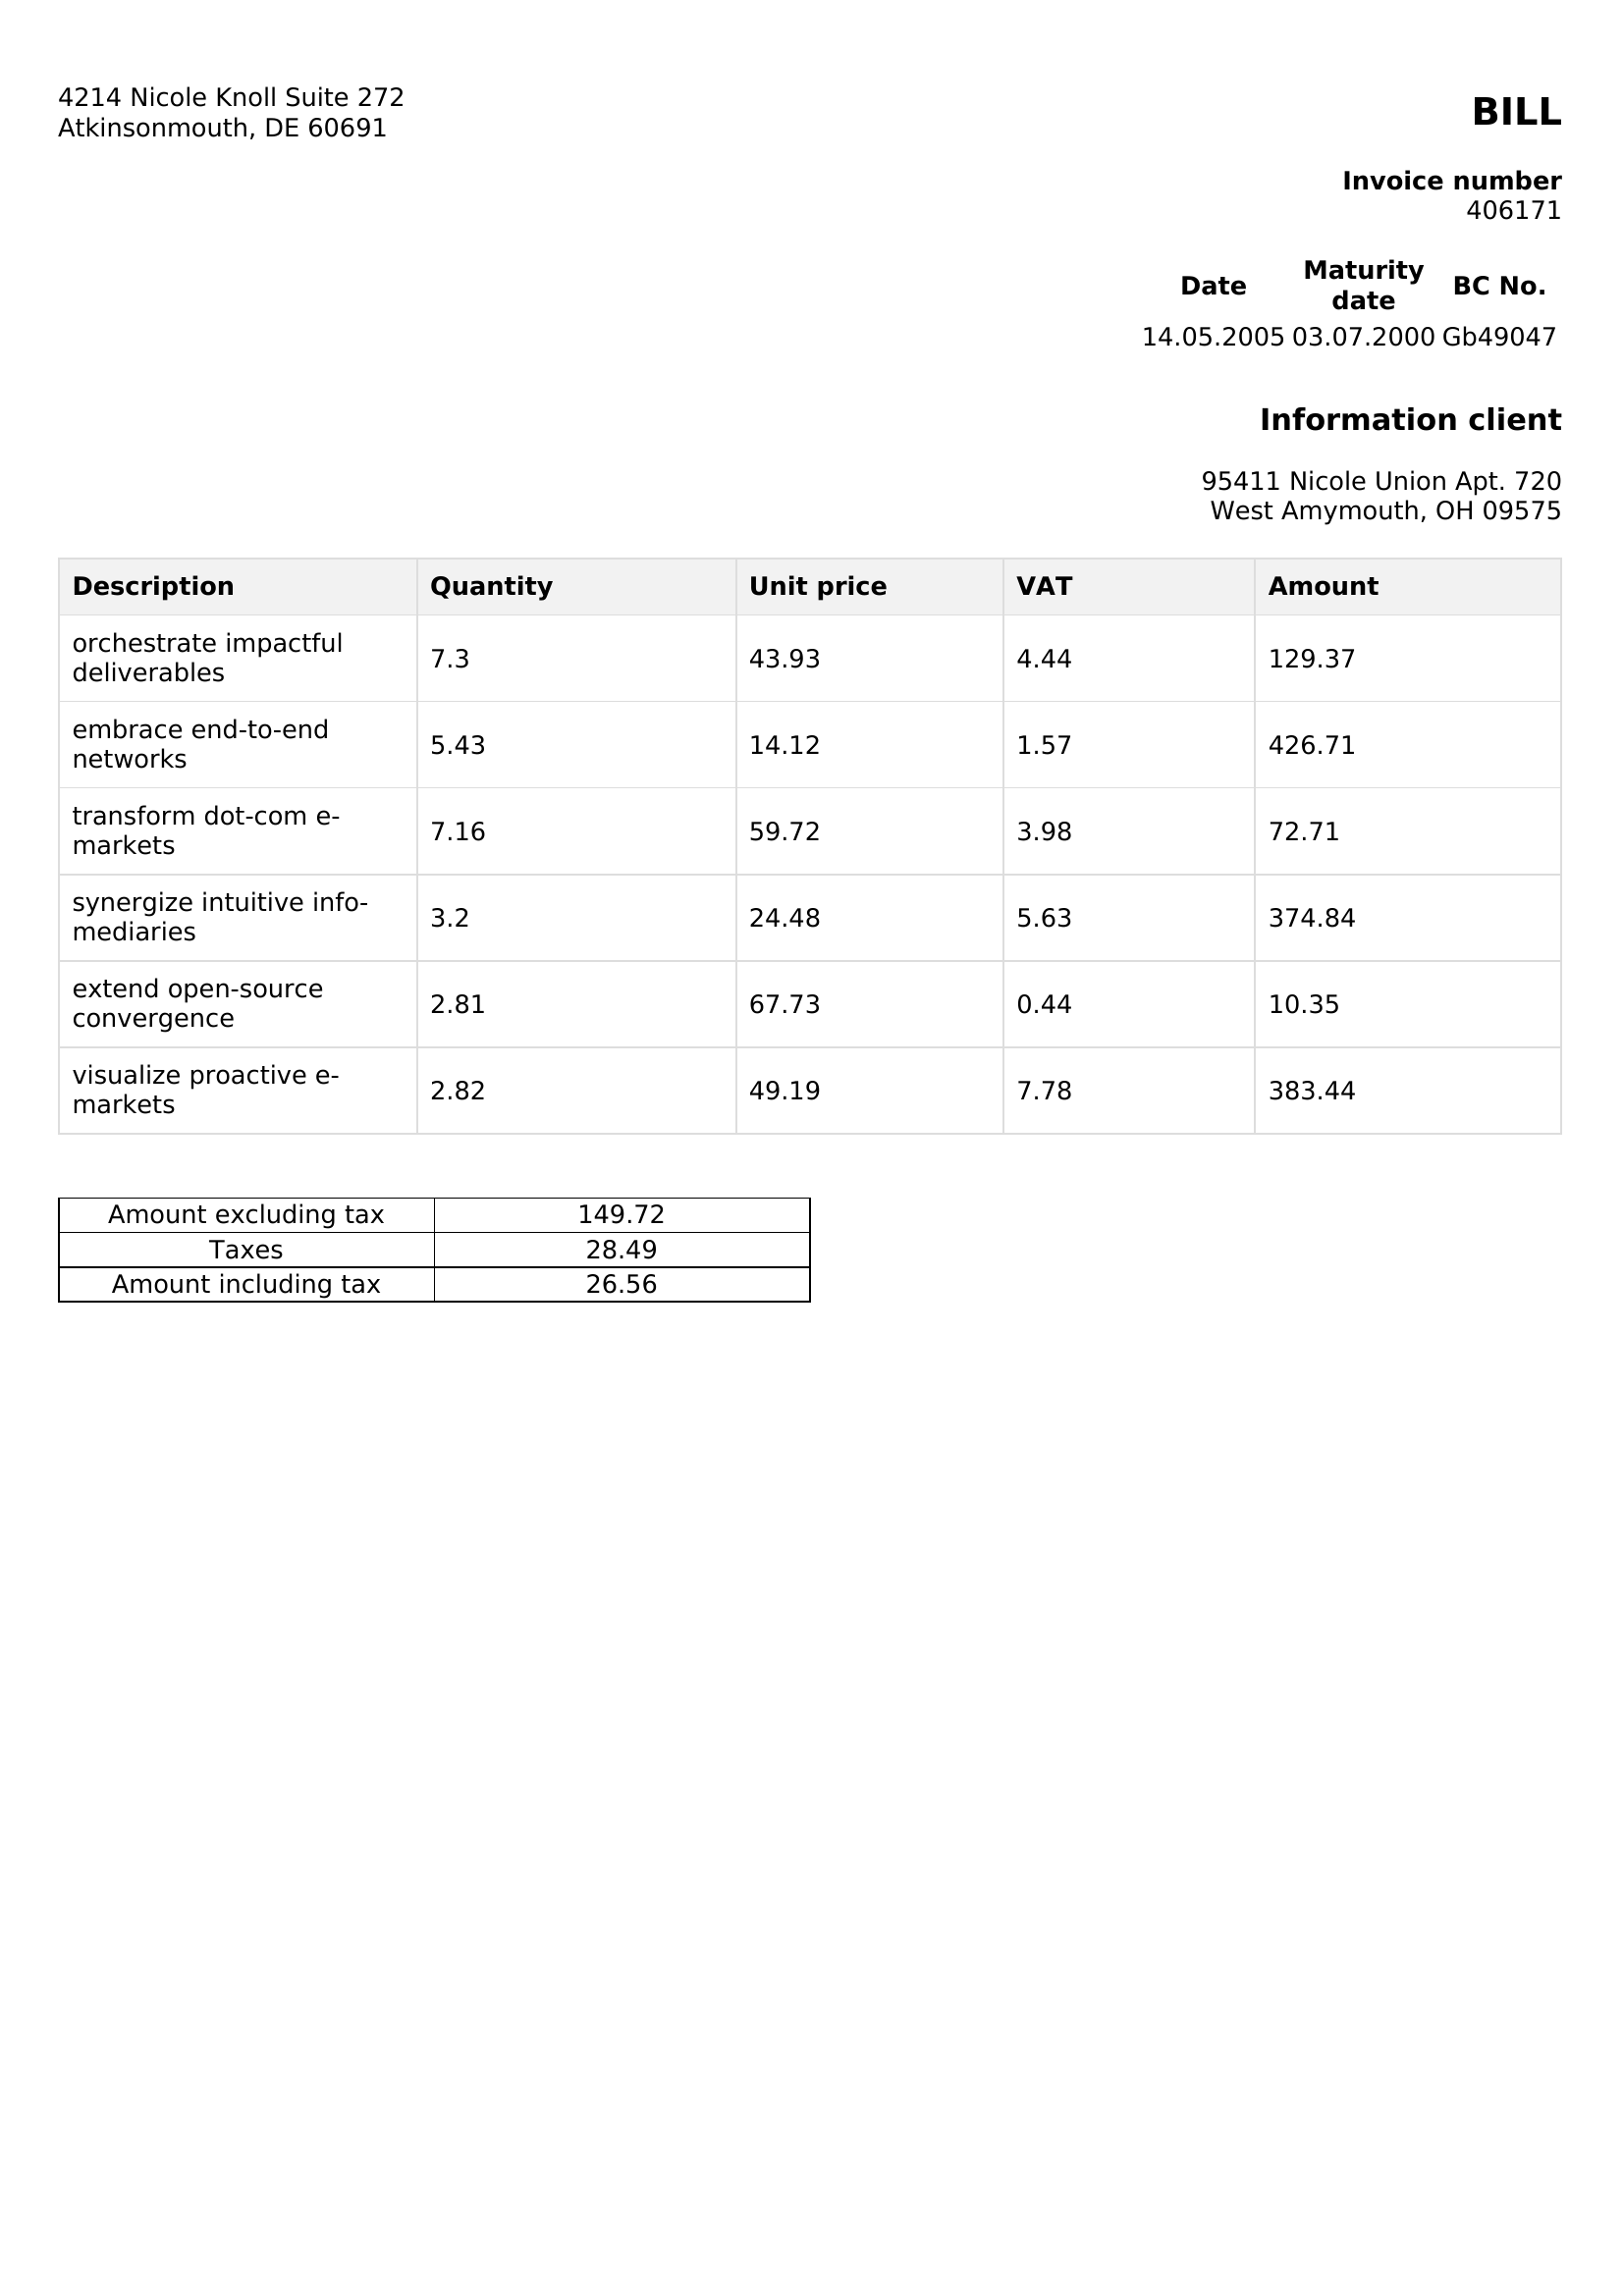 4214 Nicole Knoll Suite 272
Atkinsonmouth, DE 60691
BILL
Invoice number
406171
Date Maturity date BC No.
14.05.2005 03.07.2000 Gb49047
Information client
95411 Nicole Union Apt. 720
West Amymouth, OH 09575
Description Quantity Unit price VAT Amount
orchestrate impactful
deliverables 7.3 43.93 4.44 129.37
embrace end-to-end
networks 5.43 14.12 1.57 426.71
transform dot-com e-
markets 7.16 59.72 3.98 72.71
synergize intuitive info-
mediaries 3.2 24.48 5.63 374.84
extend open-source
convergence 2.81 67.73 0.44 10.35
visualize proactive e-
markets 2.82 49.19 7.78 383.44
Amount excluding tax 149.72
Taxes 28.49
Amount including tax 26.56